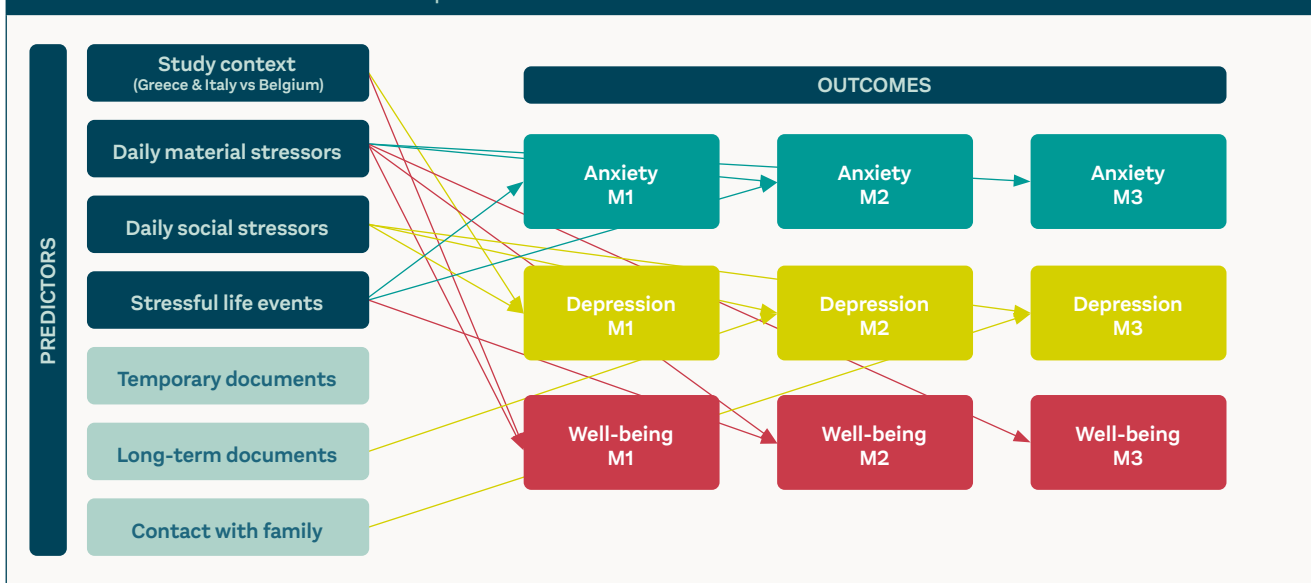 PREDICTORS
Study context
(Greece & Italy vs Belgium)
Daily material stressors
Daily social stressors
Stressful life events
Temporary documents
Long-term documents
Contact with family
OUTCOMES
Anxiety
M1
Anxiety
M2
Anxiety
M3
Depression
M1
Depression
M2
Depression
M3
Well-being
M1
Well-being
M2
Well-being
M3